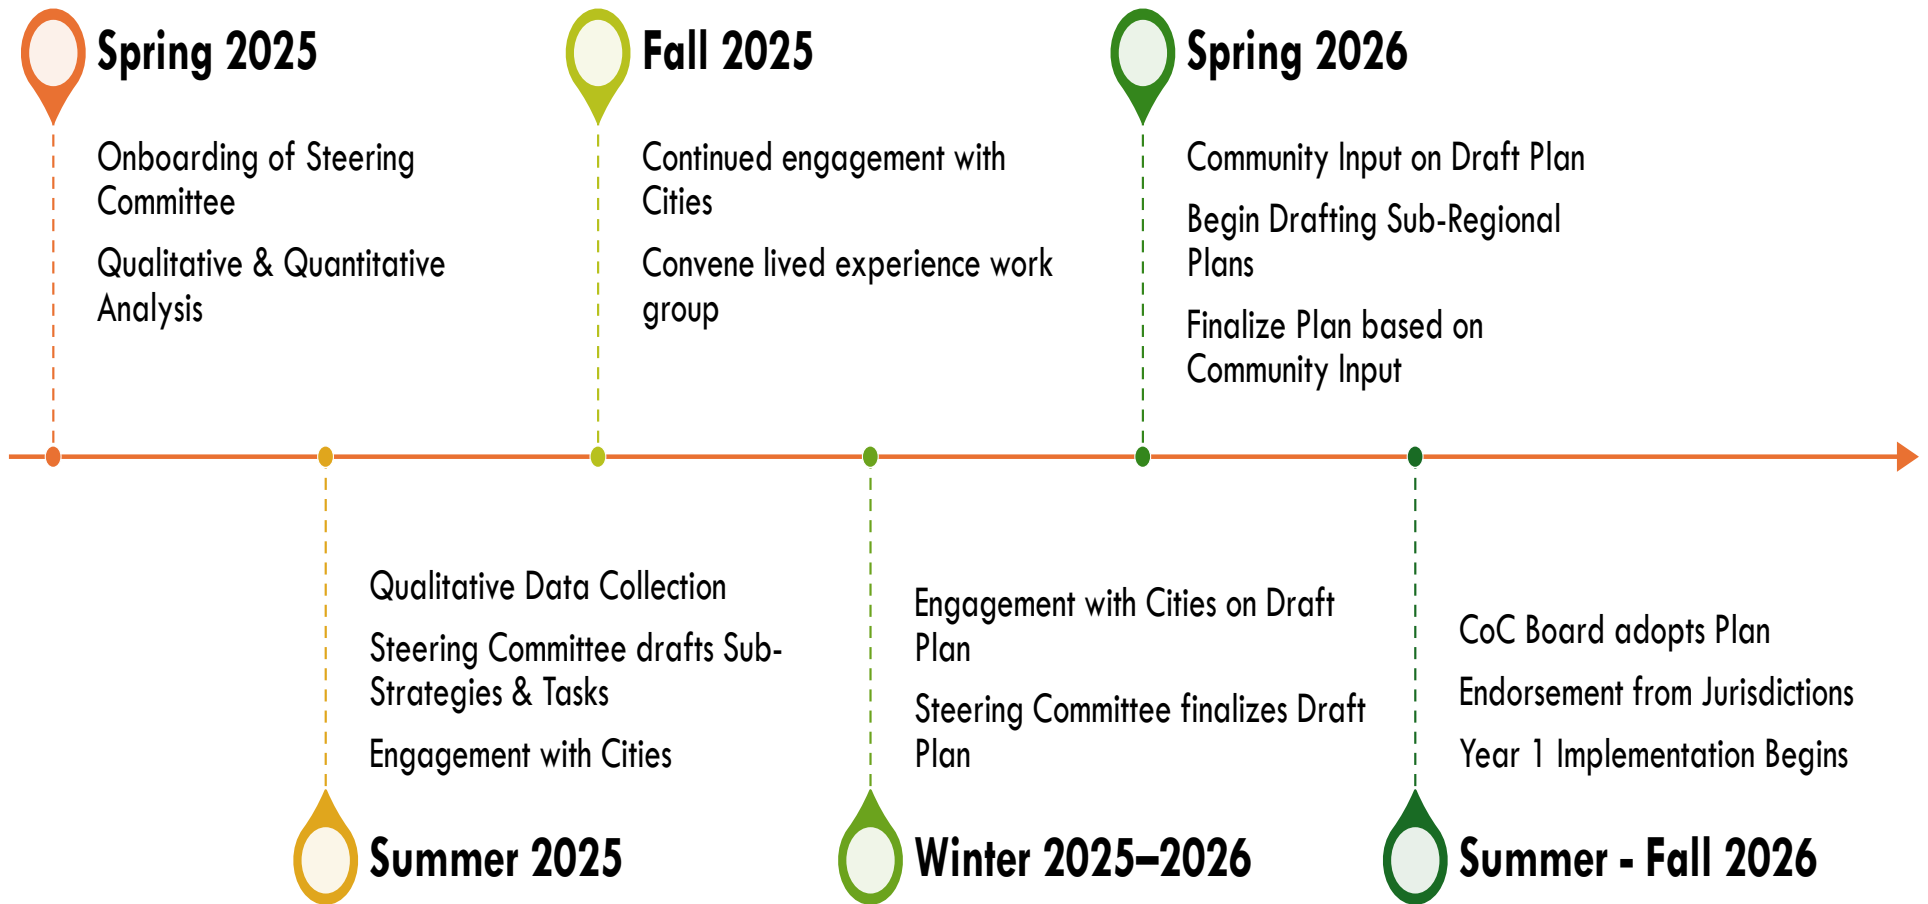 Spring 2025
Onboarding of Steering
Committee
Qualitative & Quantitative
Analysis
Summer 2025
Qualitative Data Collection
Steering Committee drafts Sub-
Strategies & Tasks
Engagement with Cities
Fall 2025
Continued engagement with
Cities
Convene lived experience work
group
Winter 2025–2026
Engagement with Cities on Draft
Plan
Steering Committee finalizes Draft
Plan
Spring 2026
Community Input on Draft Plan
Begin Drafting Sub-Regional
Plans
Finalize Plan based on
Community Input
Summer - Fall 2026
CoC Board adopts Plan
Endorsement from Jurisdictions
Year 1 Implementation Begins